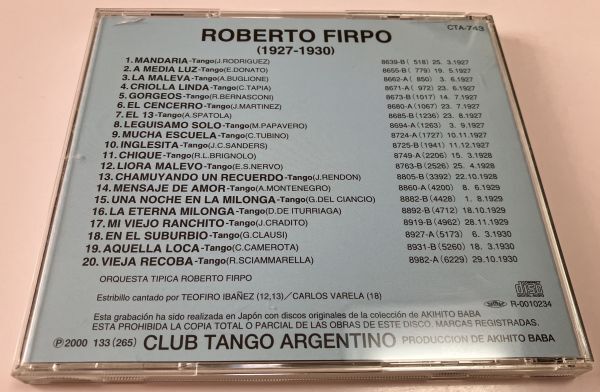 CTA-743
ROBERTO FIRPO
(1927-1930)
1. MANDARIA-Tango(J.RODRIGUEZ) 8639-B ( 518) 25. 3.1927
2. A MEDIA LUZ-Tango(E.DONATO) 8655-B ( 779) 19. 5.1927
3. LA MALEVA-Tango(A.BUGLIONE) 8662-A ( 850) 3. 6.1927
4. CRIOLLA LINDA-Tango(C.TAPIA) 8671-A ( 972) 23. 6.1927
5. GORGEOS-Tango(R.BERNASCONI) 8673-B (1017) 14. 7.1927
6. EL CENCERRO-Tango(J.MARTINEZ) 8680-A (1067) 23. 7.1927
7. EL 13-Tango(A.SPATOLA) 8685-B (1236) 23. 8.1927
8. LEGUISAMO SOLO-Tango(M.PAPAVERO) 8694-A (1263) 3. 9.1927
9. MUCHA ESCUELA-Tango(C.TUBINO) 8724-A (1727) 10.11.1927
10. INGLESITA-Tango(J.C.SANDERS) 8725-B (1941) 11.12.1927
11. CHIQUE-Tango(R.L.BRIGNOLO) 8749-A (2206) 15. 3.1928
12. LLORA MALEVO-Tango(E.S.NERVO) 8763-B (2526) 25. 4.1928
13. CHAMUYANDO UN RECUERDO-Tango(J.RENDON) 8805-B (3392) 22.10.1928
14. MENSAJE DE AMOR-Tango(A.MONTENEGRO) 8860-A (4200) 8. 6.1929
15. UNA NOCHE EN LA MILONGA-Tango(G.DEL CIANCIO) 8882-B (4428) 1. 8.1929
16. LA ETERNA MILONGA-Tango(D.DE ITURRIAGA) 8892-B (4712) 18.10.1929
17. MI VIEJO RANCHITO-Tango(J.CRADITO) 8919-B (4962) 28.11.1929
18. EN EL SUBURBIO-Tango(G.CLAUSI) 8927-A (5173) 6. 3.1930
19. AQUELLA LOCA-Tango(C.CAMEROTA) 8931-B (5260) 18. 3.1930
20. VIEJA RECOBA-Tango(R.SCIAMMARELLA) 8982-A (6229) 29.10.1930
ORQUESTA TIPICA ROBERTO FIRPO
Estribillo cantado por TEOFIRO IBAÑEZ (12,13)／CARLOS VARELA (18)
R-0010234
Esta grabación ha sido realizada en Japón con discos originales de la colección de AKIHITO BABA
ESTA PROHIBIDA LA COPIA TOTAL O PARCIAL DE LAS OBRAS DE ESTE DISCO. MARCAS REGISTRADAS.
Ⓟ2000 133 (265) CLUB TANGO ARGENTINO PRODUCCION DE AKIHITO BABA